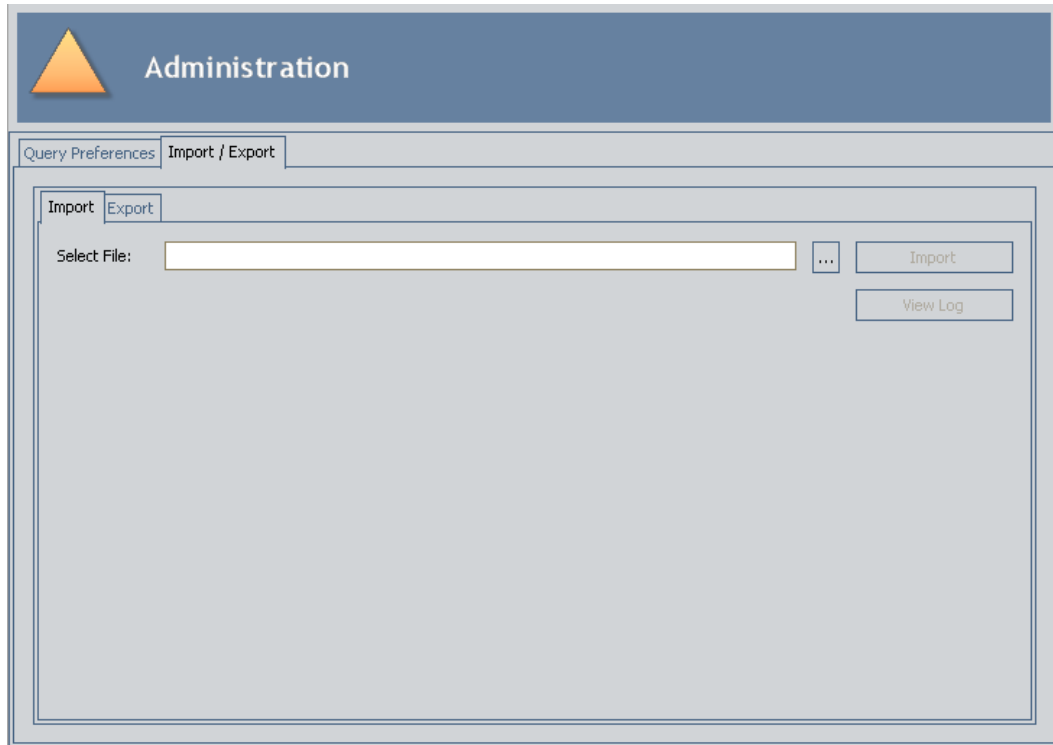 Administration
Query Preferences Import / Export
Import Export
Select File: ... Import
View Log